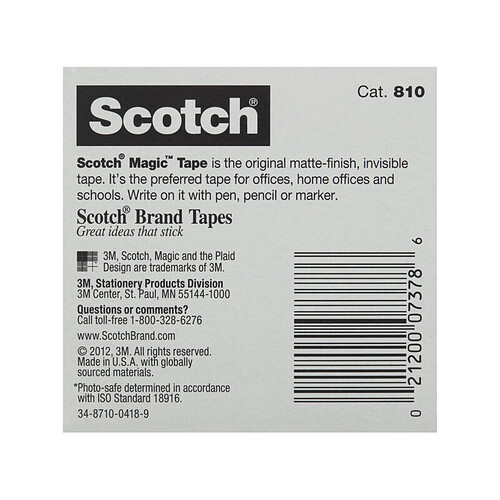 Scotch®
Cat. 810
Scotch® Magic™ Tape is the original matte-finish, invisible
tape. It's the preferred tape for offices, home offices and
schools. Write on it with pen, pencil or marker.
Scotch® Brand Tapes
Great ideas that stick
3M, Scotch, Magic and the Plaid
Design are trademarks of 3M.
3M, Stationery Products Division
3M Center, St. Paul, MN 55144-1000
Questions or comments?
Call toll-free 1-800-328-6276
www.ScotchBrand.com
© 2012, 3M. All rights reserved.
Made in U.S.A. with globally
sourced materials.
*Photo-safe determined in accordance
with ISO Standard 18916.
34-8710-0418-9
0 21200 07378 6